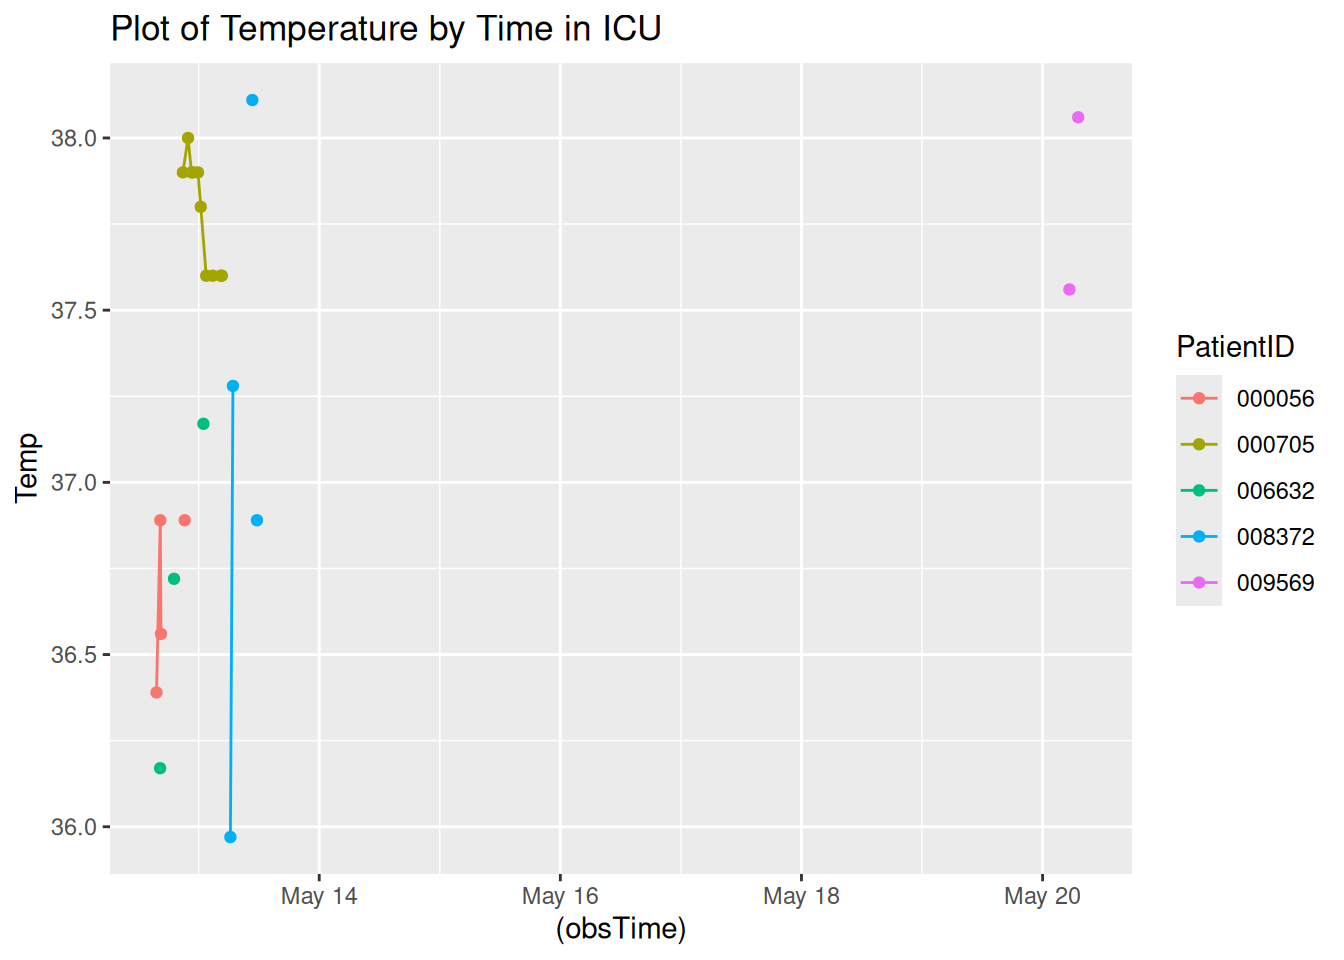 Plot of Temperature by Time in ICU
38.0
37.5
37.0
36.5
36.0
Temp
May 14 May 16 May 18 May 20
(obsTime)
PatientID
000056
000705
006632
008372
009569